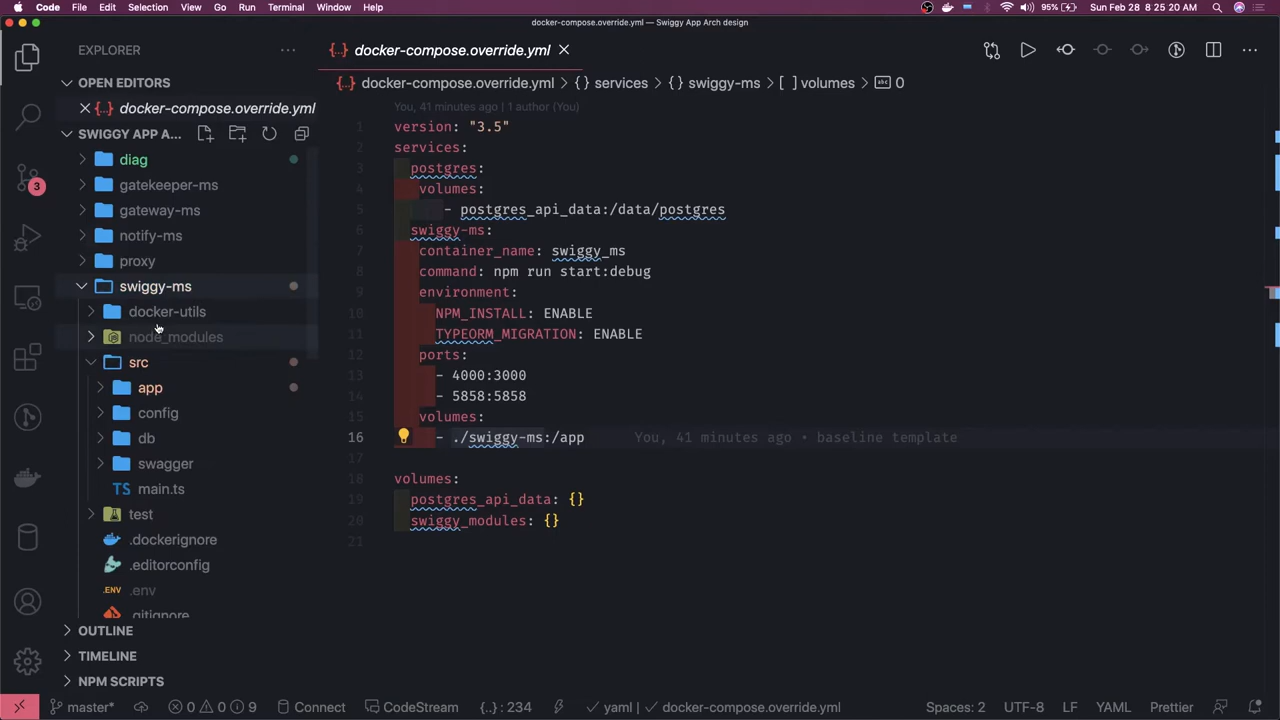 Code File Edit Selection View Go Run Terminal Window Help 95% Sun Feb 28 8:25:20 AM
docker-compose.override.yml — Swiggy App Arch design
EXPLORER
docker-compose.override.yml
OPEN EDITORS
docker-compose.override.yml
SWIGGY APP A...
diag
gatekeeper-ms
gateway-ms
notify-ms
proxy
swiggy-ms
docker-utils
node_modules
src
app
config
db
swagger
TS main.ts
test
.dockerignore
.editorconfig
.ENV .env
.gitignore
OUTLINE
TIMELINE
NPM SCRIPTS
3
docker-compose.override.yml > {} services > {} swiggy-ms > [ ] volumes > abc 0
You, 41 minutes ago | 1 author (You)
1 version: "3.5"
2 services:
3 postgres:
4 volumes:
5 - postgres_api_data:/data/postgres
6 swiggy-ms:
7 container_name: swiggy_ms
8 command: npm run start:debug
9 environment:
10 NPM_INSTALL: ENABLE
11 TYPEORM_MIGRATION: ENABLE
12 ports:
13 - 4000:3000
14 - 5858:5858
15 volumes:
16 - ./swiggy-ms:/app You, 41 minutes ago • baseline template
17
18 volumes:
19 postgres_api_data: {}
20 swiggy_modules: {}
21
master* 0 0 9 Connect CodeStream {..}: 234 yaml | docker-compose.override.yml Spaces: 2 UTF-8 LF YAML Prettier